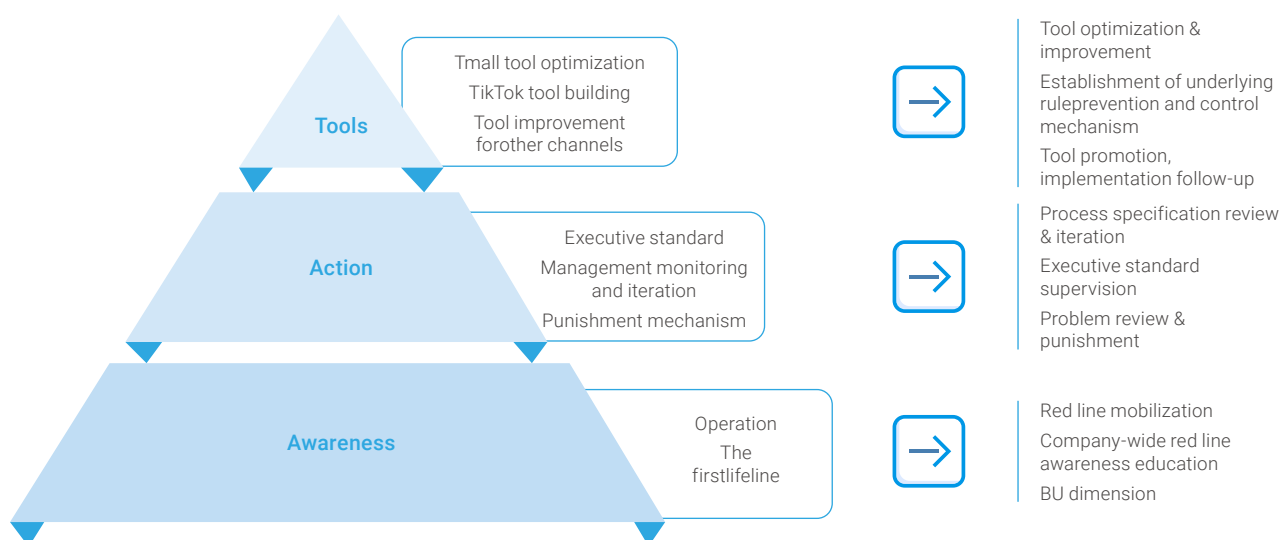 Tools
Tmall tool optimization
TikTok tool building
Tool improvement
forother channels
Tool optimization &
improvement
Establishment of underlying
ruleprevention and control
mechanism
Tool promotion,
implementation follow-up
Action
Executive standard
Management monitoring
and iteration
Punishment mechanism
Process specification review
& iteration
Executive standard
supervision
Problem review &
punishment
Awareness
Operation
The
firstlifeline
Red line mobilization
Company-wide red line
awareness education
BU dimension